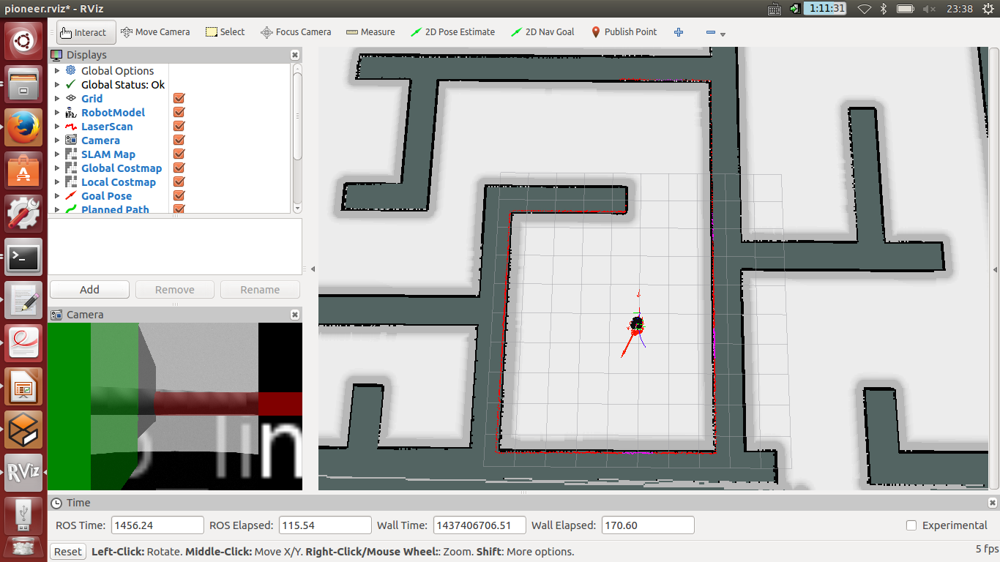 pioneer.rviz* - RViz
1:11:31
23:38
Interact Move Camera Select Focus Camera Measure 2D Pose Estimate 2D Nav Goal Publish Point
Displays
Global Options
Global Status: Ok
Grid
RobotModel
LaserScan
Camera
SLAM Map
Global Costmap
Local Costmap
Goal Pose
Planned Path
Add Remove Rename
Camera
lin
RViz
Time
ROS Time: 1456.24 ROS Elapsed: 115.54 Wall Time: 1437406706.51 Wall Elapsed: 170.60 Experimental
Reset Left-Click: Rotate. Middle-Click: Move X/Y. Right-Click/Mouse Wheel:: Zoom. Shift: More options. 5 fps